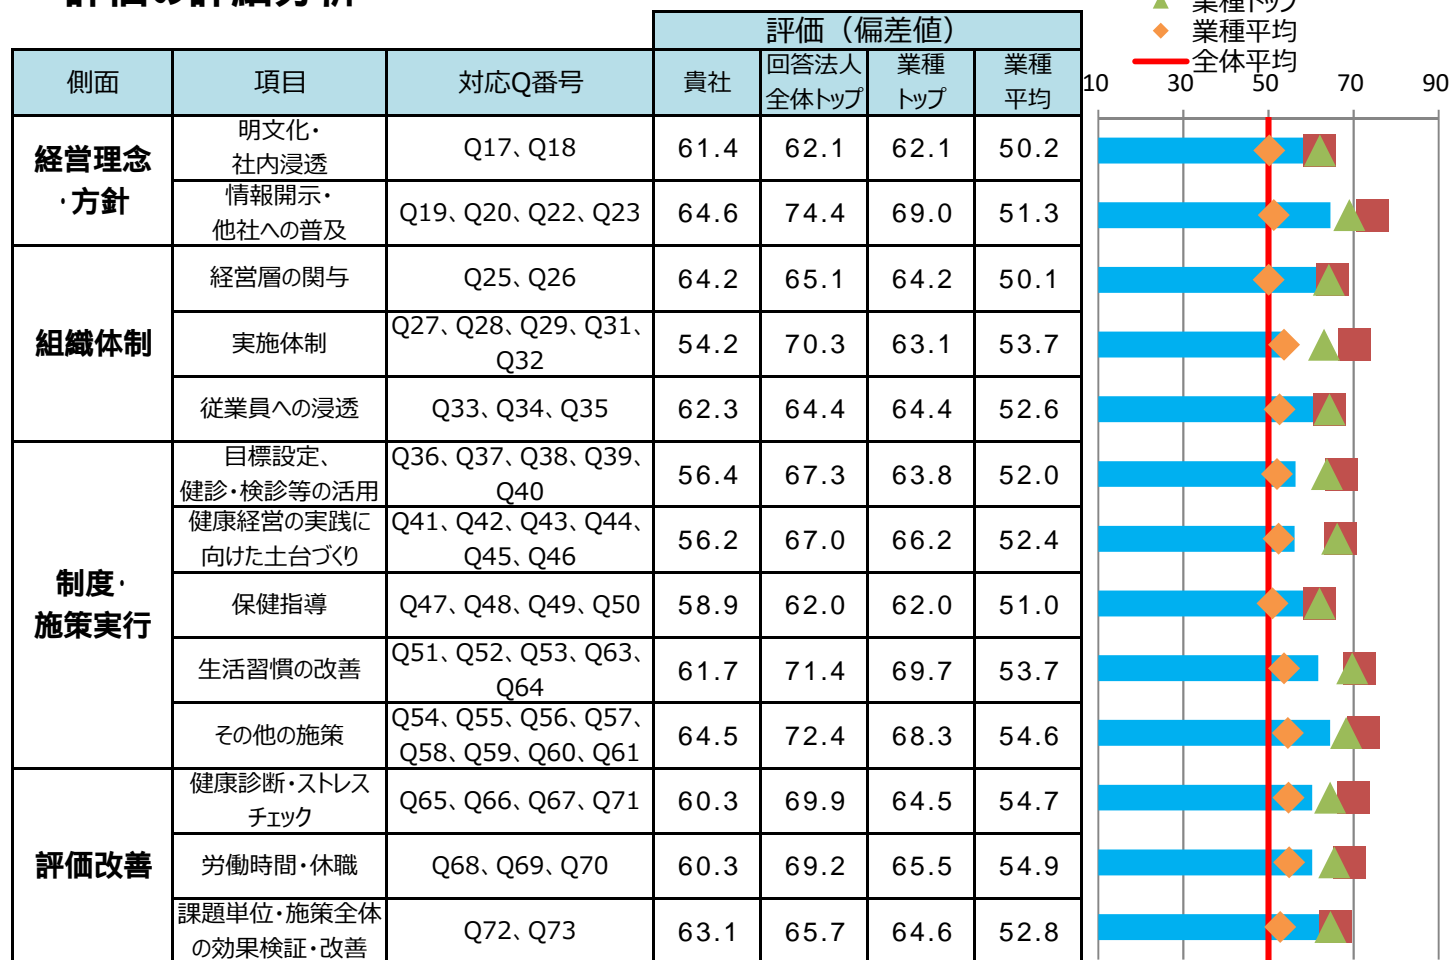 評価の詳細分析
業種トップ
業種平均
全体平均
評価（偏差値）
側面 項目 対応Q番号 貴社 回答法人 業種 業種
全体トップ トップ 平均
10 30 50 70 90
経営理念
・方針
明文化・
社内浸透
Q17、Q18 61.4 62.1 62.1 50.2
情報開示・
他社への普及
Q19、Q20、Q22、Q23 64.6 74.4 69.0 51.3
組織体制
経営層の関与 Q25、Q26 64.2 65.1 64.2 50.1
実施体制
Q27、Q28、Q29、Q31、
Q32
54.2 70.3 63.1 53.7
従業員への浸透 Q33、Q34、Q35 62.3 64.4 64.4 52.6
制度・
施策実行
目標設定、
健診・検診等の活用
Q36、Q37、Q38、Q39、
Q40
56.4 67.3 63.8 52.0
健康経営の実践に
向けた土台づくり
Q41、Q42、Q43、Q44、
Q45、Q46
56.2 67.0 66.2 52.4
保健指導 Q47、Q48、Q49、Q50 58.9 62.0 62.0 51.0
生活習慣の改善
Q51、Q52、Q53、Q63、
Q64
61.7 71.4 69.7 53.7
その他の施策
Q54、Q55、Q56、Q57、
Q58、Q59、Q60、Q61
64.5 72.4 68.3 54.6
評価改善
健康診断・ストレス
チェック
Q65、Q66、Q67、Q71 60.3 69.9 64.5 54.7
労働時間・休職 Q68、Q69、Q70 60.3 69.2 65.5 54.9
課題単位・施策全体
の効果検証・改善
Q72、Q73 63.1 65.7 64.6 52.8